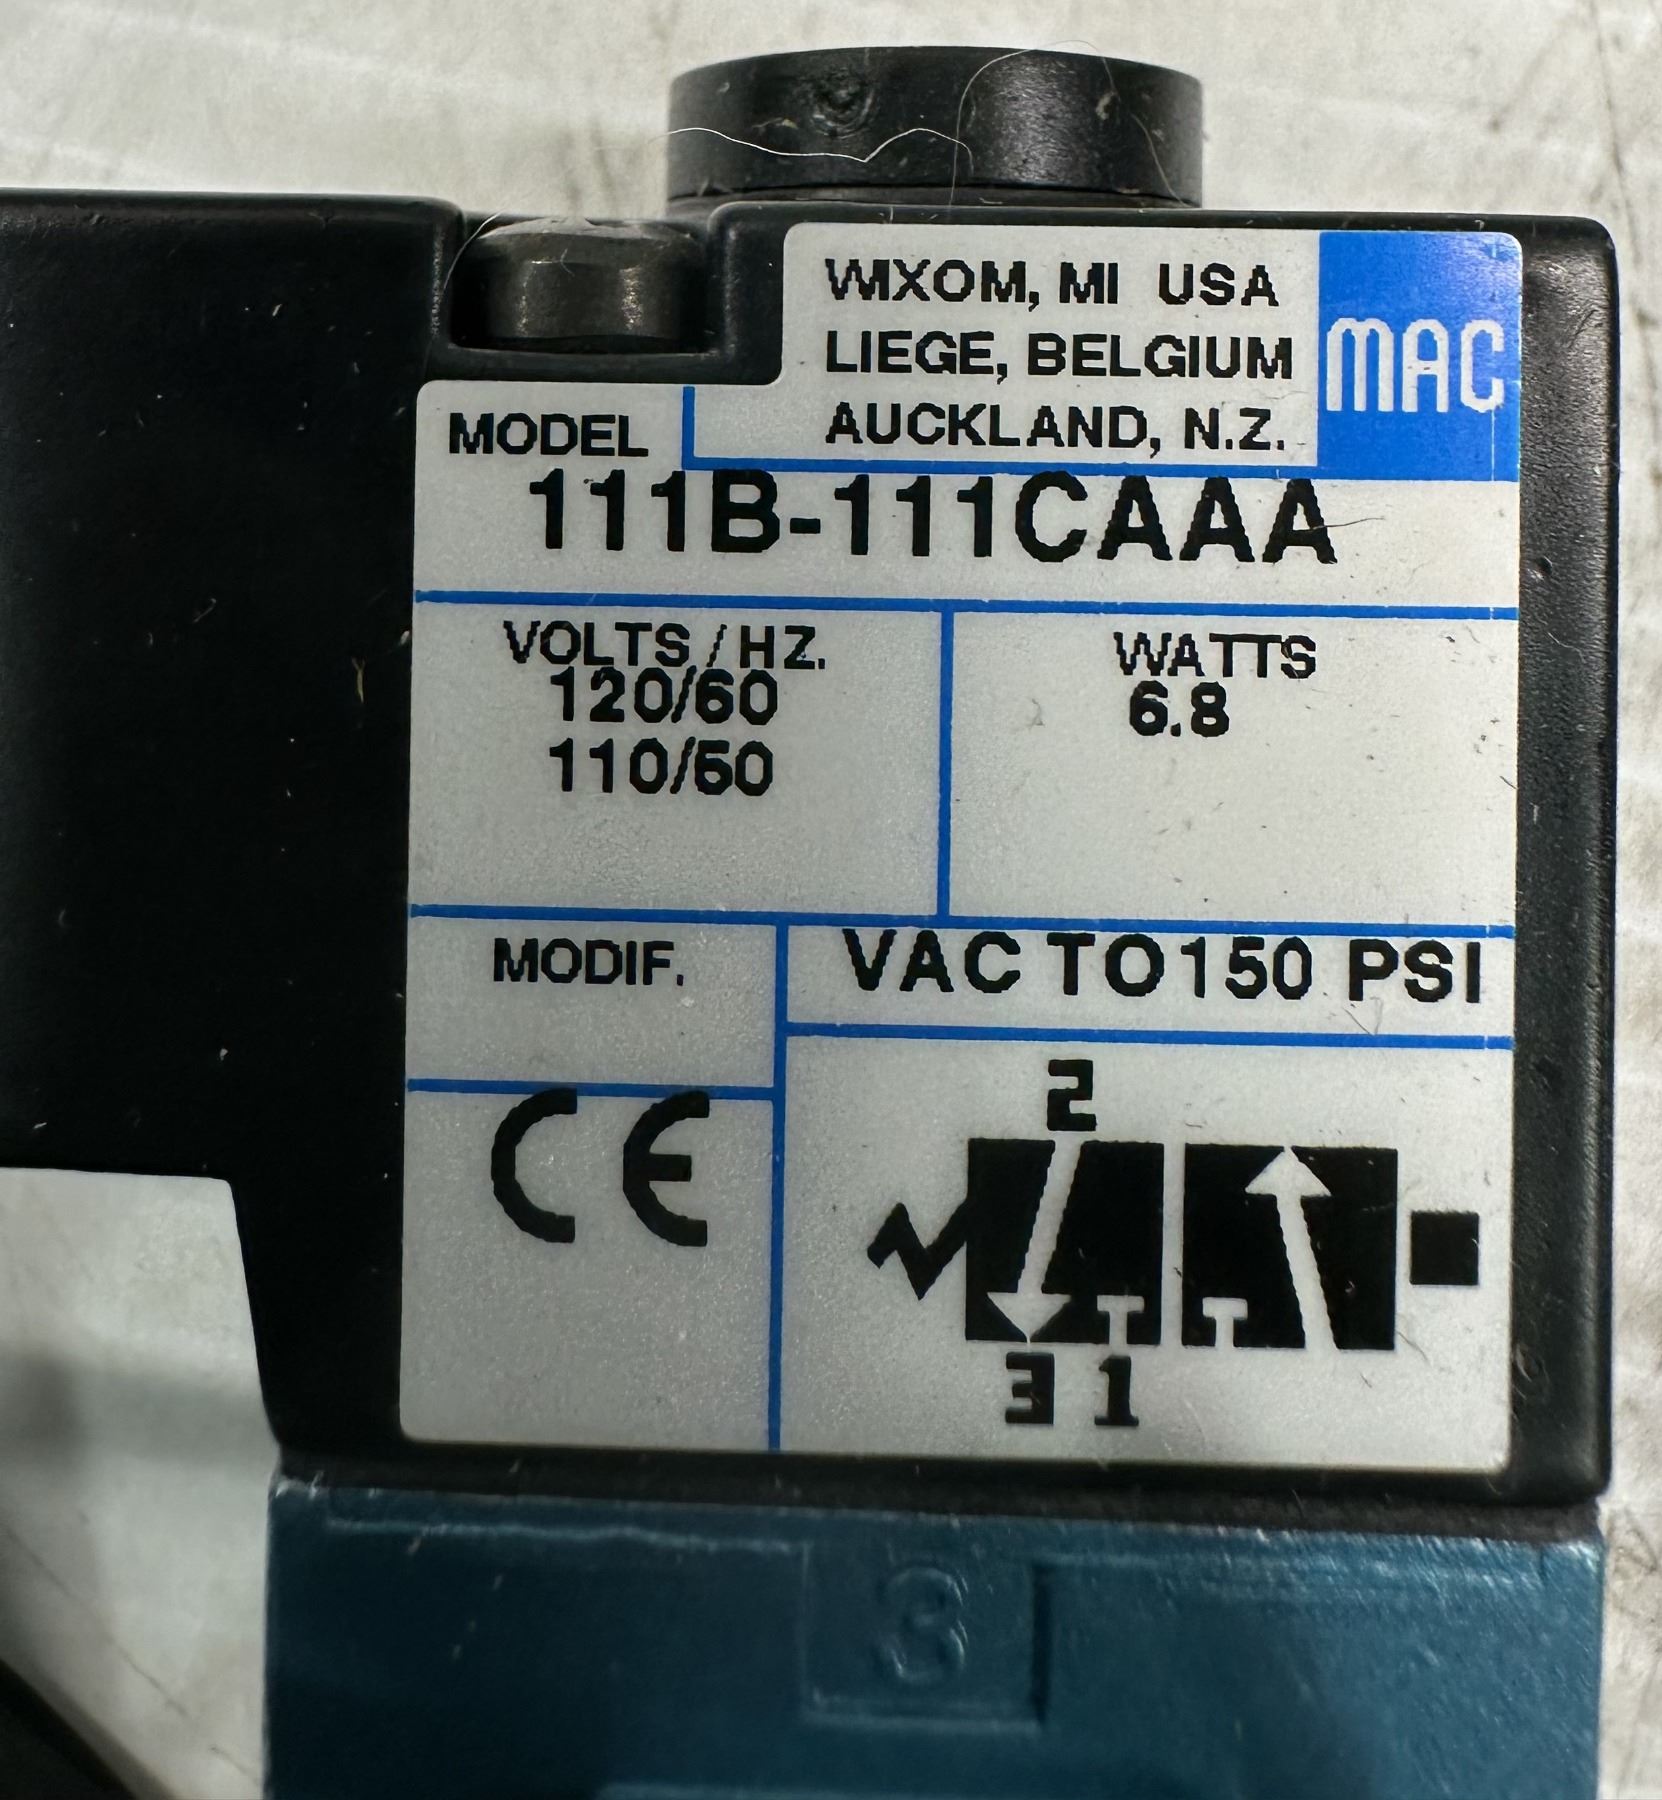 WIXOM, MI USA
LIEGE, BELGIUM
AUCKLAND, N.Z.
MAC
MODEL
111B-111CAAA
VOLTS/HZ.
120/60
110/50
WATTS
6.8
MODIF.
VAC TO 150 PSI
CE
2
3 1
3